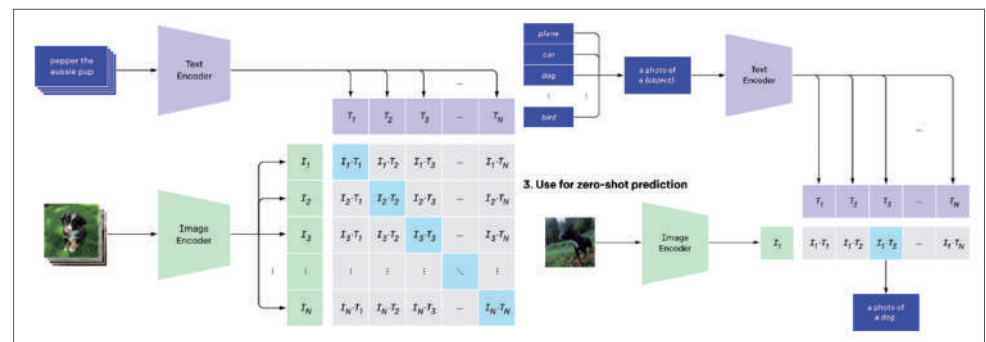 pepper the
aussie pup
Text
Encoder
...
T1 T2 T3 ... TN
I1 I1·T1 I1·T2 I1·T3 ... I1·TN
I2 I2·T1 I2·T2 I2·T3 ... I2·TN
I3 I3·T1 I3·T2 I3·T3 ... I3·TN
⋮ ⋮ ⋮ ⋮ ⋮ ⋱ ⋮
IN IN·T1 IN·T2 IN·T3 ... IN·TN
Image
Encoder
plane
car
dog
⋮ ⋮
bird
a photo of
a {object}.
Text
Encoder
...
3. Use for zero-shot prediction
T1 T2 T3 ... TN
Image
Encoder
I1 I1·T1 I1·T2 I1·T3 ... I1·TN
a photo of
a dog.